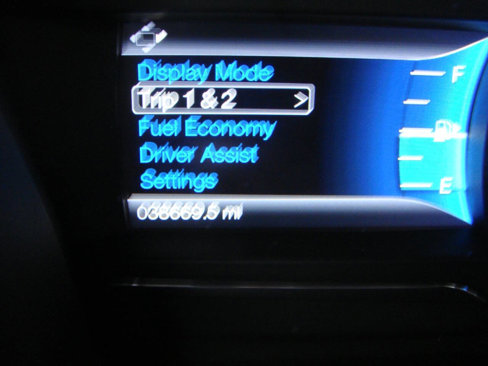 Display Mode
F
Trip 1 & 2 >
Fuel Economy
Driver Assist
Settings
E
038669.5 mi